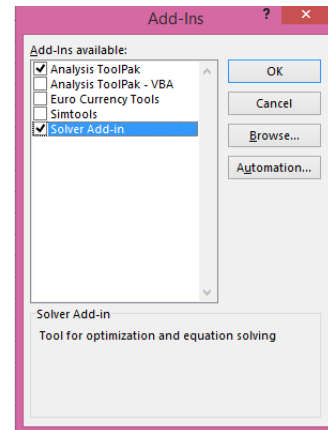 Add-Ins ? ×
Add-Ins available:
Analysis ToolPak
Analysis ToolPak - VBA
Euro Currency Tools
Simtools
Solver Add-in
OK
Cancel
Browse...
Automation...
Solver Add-in
Tool for optimization and equation solving